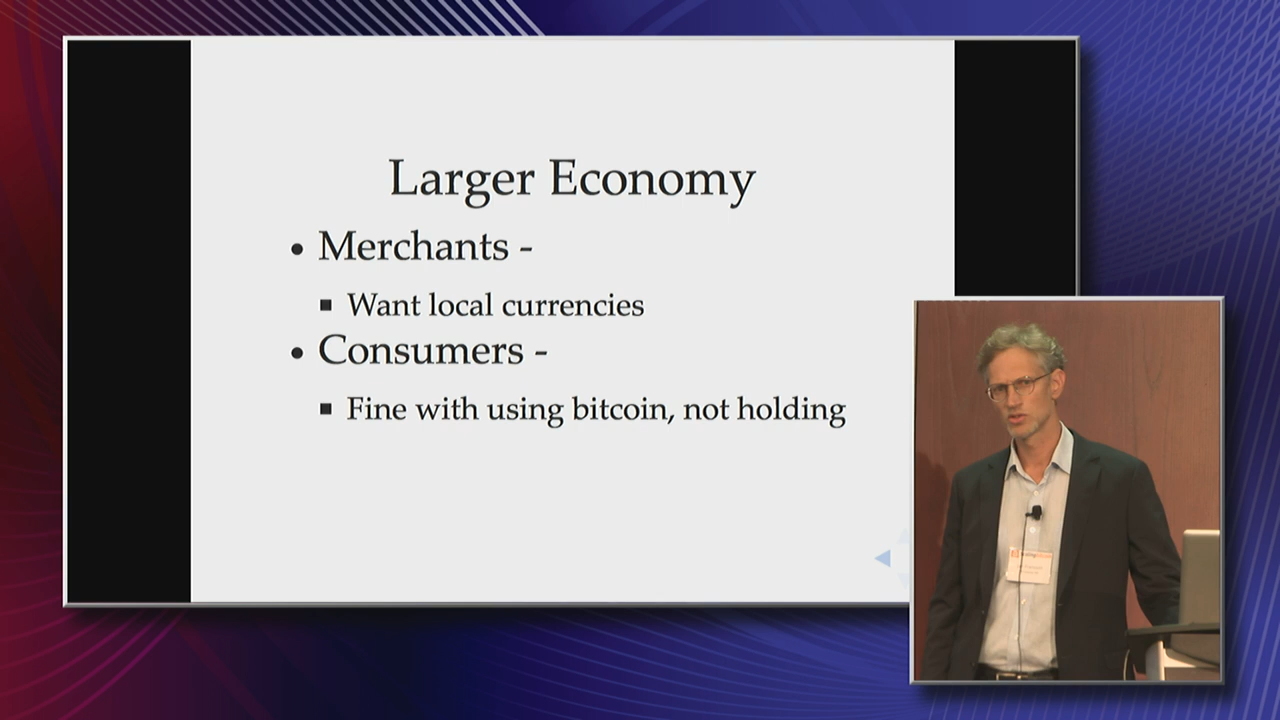 Larger Economy
• Merchants -
▪ Want local currencies
• Consumers -
▪ Fine with using bitcoin, not holding